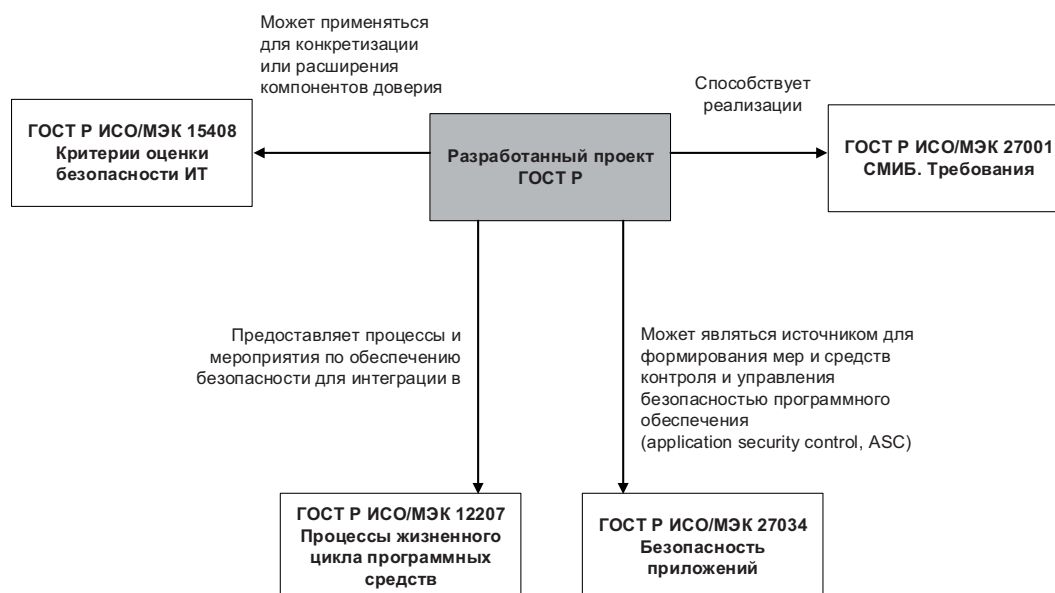 Может применяться
для конкретизации
или расширения
компонентов доверия
Способствует
реализации
ГОСТ Р ИСО/МЭК 15408
Критерии оценки
безопасности ИТ
Разработанный проект
ГОСТ Р
ГОСТ Р ИСО/МЭК 27001
СМИБ. Требования
Предоставляет процессы и
мероприятия по обеспечению
безопасности для интеграции в
Может являться источником для
формирования мер и средств
контроля и управления
безопасностью программного
обеспечения
(application security control, ASC)
ГОСТ Р ИСО/МЭК 12207
Процессы жизненного
цикла программных
средств
ГОСТ Р ИСО/МЭК 27034
Безопасность
приложений